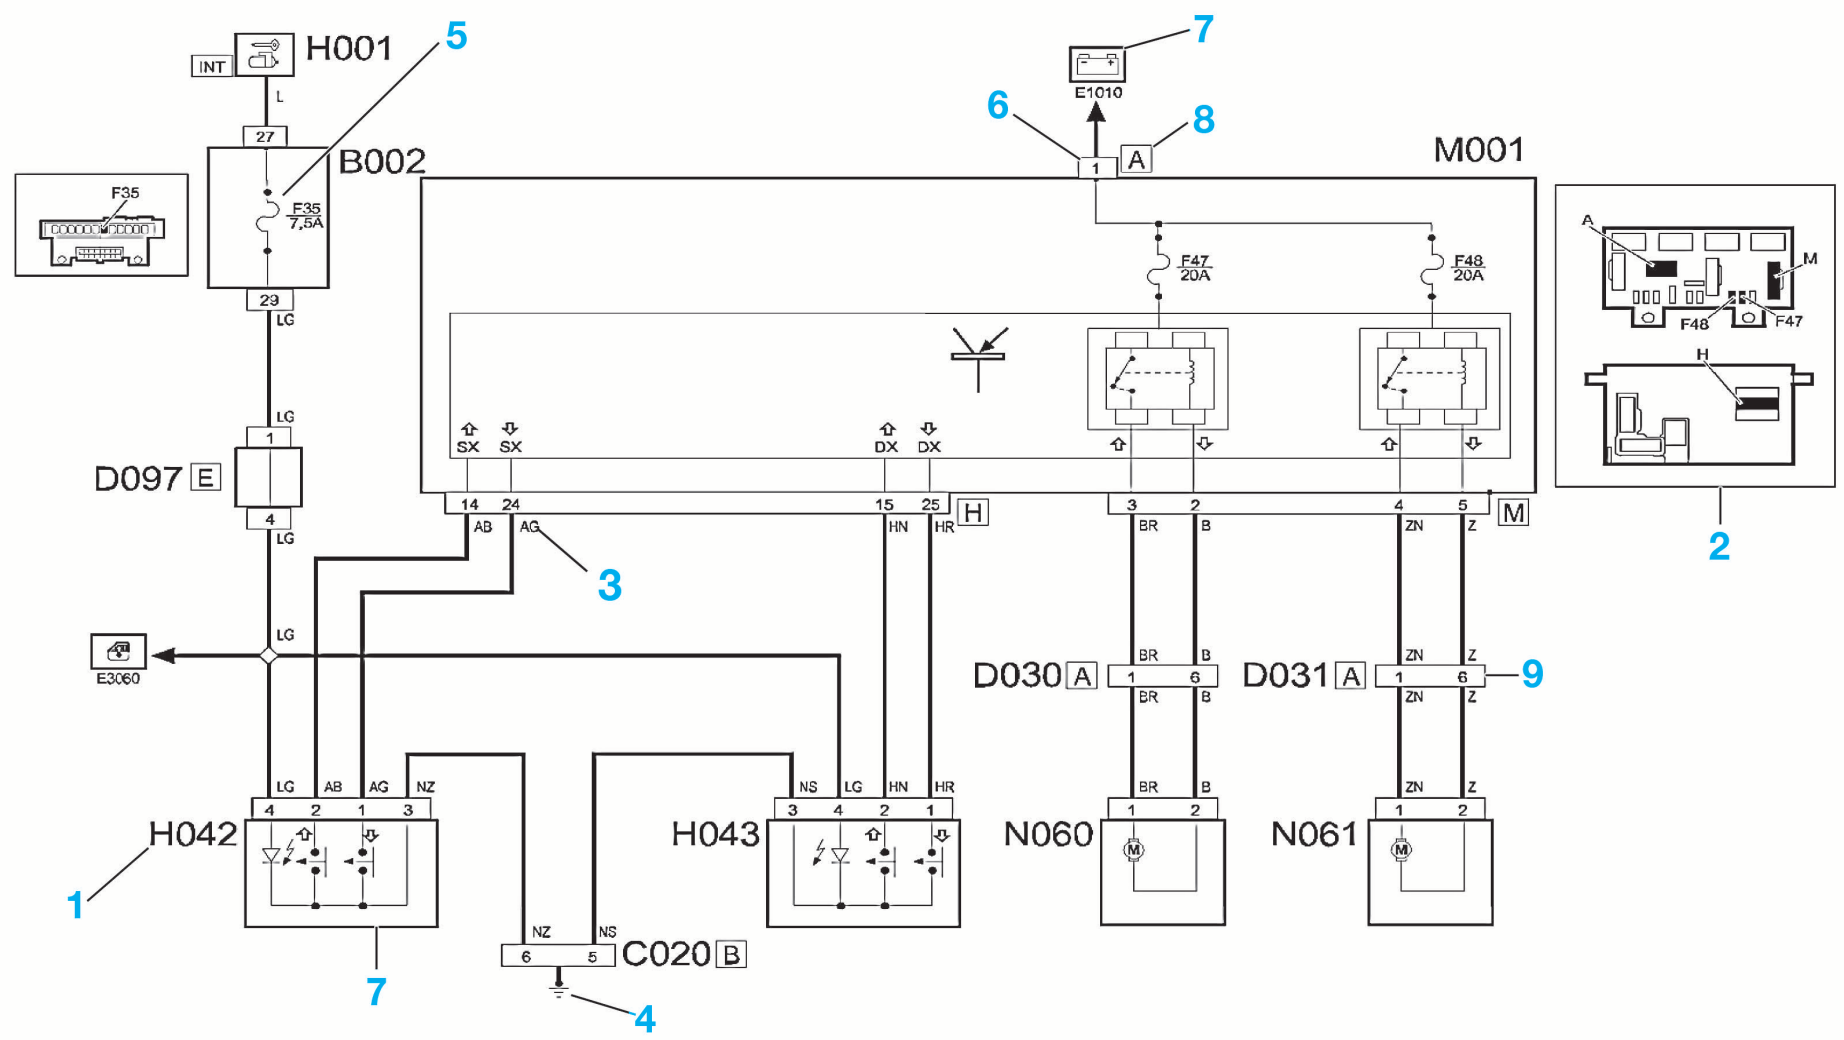 5
7
H001
INT
L
E1010
6
8
27
1
A
B002
M001
F35
F35
7,5A
A
M
F47
20A
F48
20A
F48
F47
29
LG
H
LG
1
D097
E
4
LG
SX
SX
DX
DX
14
24
15
25
H
3
2
4
5
M
AB
AG
HN
HR
BR
B
ZN
Z
2
3
LG
E3060
BR
B
ZN
Z
D030
A
1
6
D031
A
1
6
9
BR
B
ZN
Z
LG
AB
AG
NZ
NS
LG
HN
HR
BR
B
ZN
Z
4
2
1
3
3
4
2
1
1
2
1
2
H042
H043
N060
M
N061
M
1
NZ
NS
6
5
C020
B
7
4